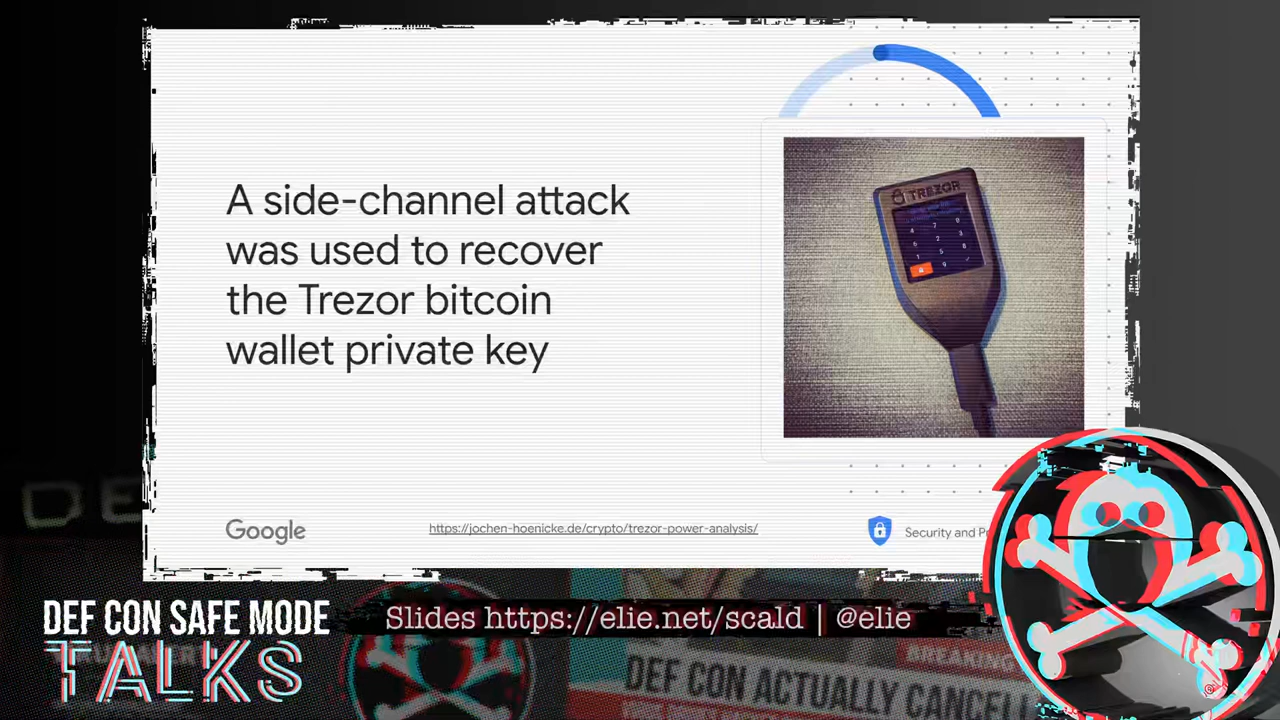 A side-channel attack
was used to recover
the Trezor bitcoin
wallet private key
TREZOR
Google
https://jochen-hoenicke.de/crypto/trezor-power-analysis/
Security and
DEF CON SAFE MODE
TALKS
Slides https://elie.net/scald | @elie
BREAKING
DEF CON ACTUALLY